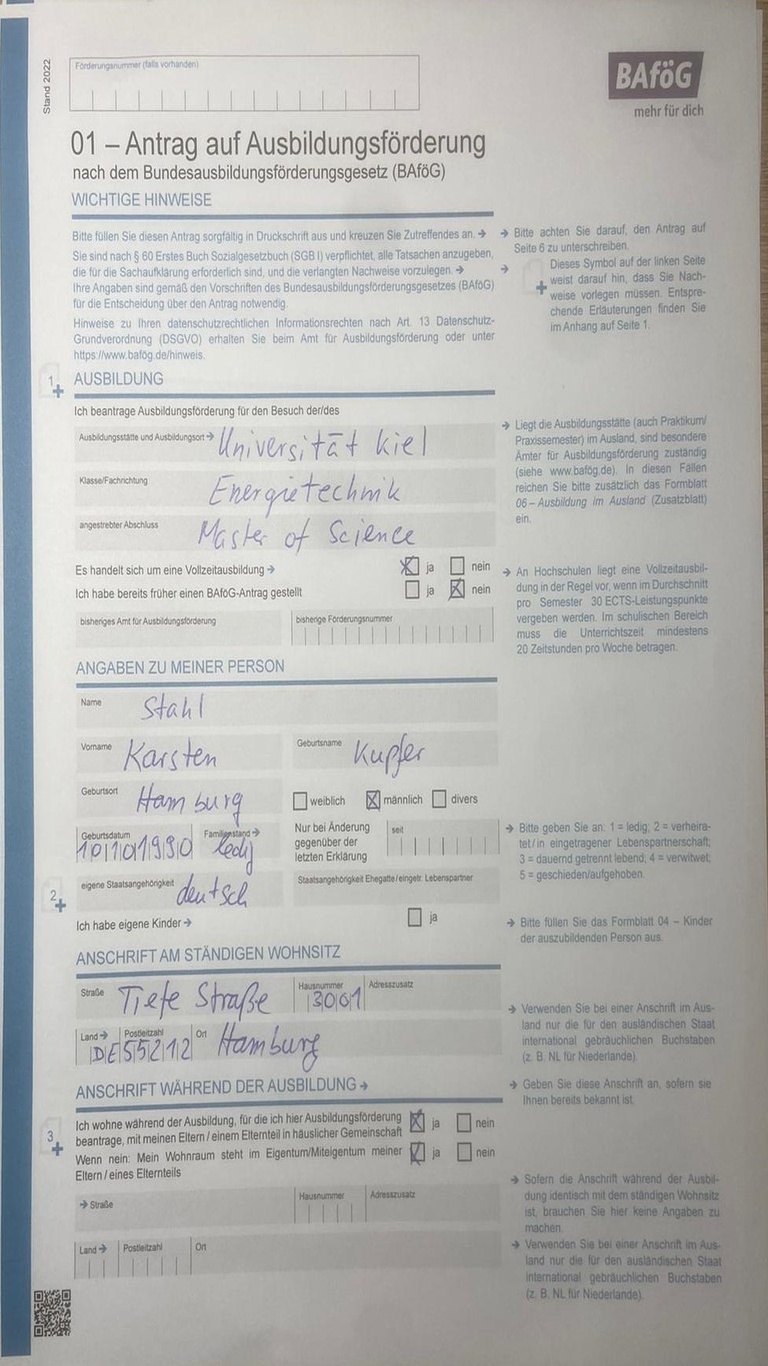 Stand 2022
Förderungsnummer (falls vorhanden)
BAföG
mehr für dich
01 – Antrag auf Ausbildungsförderung
nach dem Bundesausbildungsförderungsgesetz (BAföG)
WICHTIGE HINWEISE
Bitte füllen Sie diesen Antrag sorgfältig in Druckschrift aus und kreuzen Sie Zutreffendes an. →
Sie sind nach § 60 Erstes Buch Sozialgesetzbuch (SGB I) verpflichtet, alle Tatsachen anzugeben,
die für die Sachaufklärung erforderlich sind, und die verlangten Nachweise vorzulegen. →
Ihre Angaben sind gemäß den Vorschriften des Bundesausbildungsförderungsgesetzes (BAföG)
für die Entscheidung über den Antrag notwendig.
Hinweise zu Ihren datenschutzrechtlichen Informationsrechten nach Art. 13 Datenschutz-
Grundverordnung (DSGVO) erhalten Sie beim Amt für Ausbildungsförderung oder unter
https://www.bafög.de/hinweis.
→ Bitte achten Sie darauf, den Antrag auf
Seite 6 zu unterschreiben.
→ Dieses Symbol auf der linken Seite
weist darauf hin, dass Sie Nach-
weise vorlegen müssen. Entspre-
chende Erläuterungen finden Sie
im Anhang auf Seite 1.
1 AUSBILDUNG
Ich beantrage Ausbildungsförderung für den Besuch der/des
Ausbildungsstätte und Ausbildungsort → Universität Kiel
Klasse/Fachrichtung Energietechnik
angestrebter Abschluss Master of Science
→ Liegt die Ausbildungsstätte (auch Praktikum/
Praxissemester) im Ausland, sind besondere
Ämter für Ausbildungsförderung zuständig
(siehe www.bafög.de). In diesen Fällen
reichen Sie bitte zusätzlich das Formblatt
06 – Ausbildung im Ausland (Zusatzblatt)
ein.
Es handelt sich um eine Vollzeitausbildung → ja nein
Ich habe bereits früher einen BAföG-Antrag gestellt ja nein
bisheriges Amt für Ausbildungsförderung bisherige Förderungsnummer
→ An Hochschulen liegt eine Vollzeitausbil-
dung in der Regel vor, wenn im Durchschnitt
pro Semester 30 ECTS-Leistungspunkte
vergeben werden. Im schulischen Bereich
muss die Unterrichtszeit mindestens
20 Zeitstunden pro Woche betragen.
ANGABEN ZU MEINER PERSON
Name Stahl
Vorname Karsten Geburtsname Kupfer
Geburtsort Hamburg weiblich männlich divers
Geburtsdatum 10101990 Familienstand → ledig
Nur bei Änderung
gegenüber der
letzten Erklärung
seit
→ Bitte geben Sie an: 1 = ledig; 2 = verheira-
tet/in eingetragener Lebenspartnerschaft;
3 = dauernd getrennt lebend; 4 = verwitwet;
5 = geschieden/aufgehoben.
2 eigene Staatsangehörigkeit deutsch Staatsangehörigkeit Ehegatte/eingetr. Lebenspartner
Ich habe eigene Kinder → ja
→ Bitte füllen Sie das Formblatt 04 – Kinder
der auszubildenden Person aus.
ANSCHRIFT AM STÄNDIGEN WOHNSITZ
Straße Tiefe Straße Hausnummer 3001 Adresszusatz
Land → DE Postleitzahl 55212 Ort Hamburg
→ Verwenden Sie bei einer Anschrift im Aus-
land nur die für den ausländischen Staat
international gebräuchlichen Buchstaben
(z. B. NL für Niederlande).
ANSCHRIFT WÄHREND DER AUSBILDUNG →
→ Geben Sie diese Anschrift an, sofern sie
Ihnen bereits bekannt ist.
3 Ich wohne während der Ausbildung, für die ich hier Ausbildungsförderung ja nein
beantrage, mit meinen Eltern / einem Elternteil in häuslicher Gemeinschaft
Wenn nein: Mein Wohnraum steht im Eigentum/Miteigentum meiner ja nein
Eltern / eines Elternteils
→ Straße Hausnummer Adresszusatz
Land → Postleitzahl Ort
→ Sofern die Anschrift während der Ausbil-
dung identisch mit dem ständigen Wohnsitz
ist, brauchen Sie hier keine Angaben zu
machen.
→ Verwenden Sie bei einer Anschrift im Aus-
land nur die für den ausländischen Staat
international gebräuchlichen Buchstaben
(z. B. NL für Niederlande).